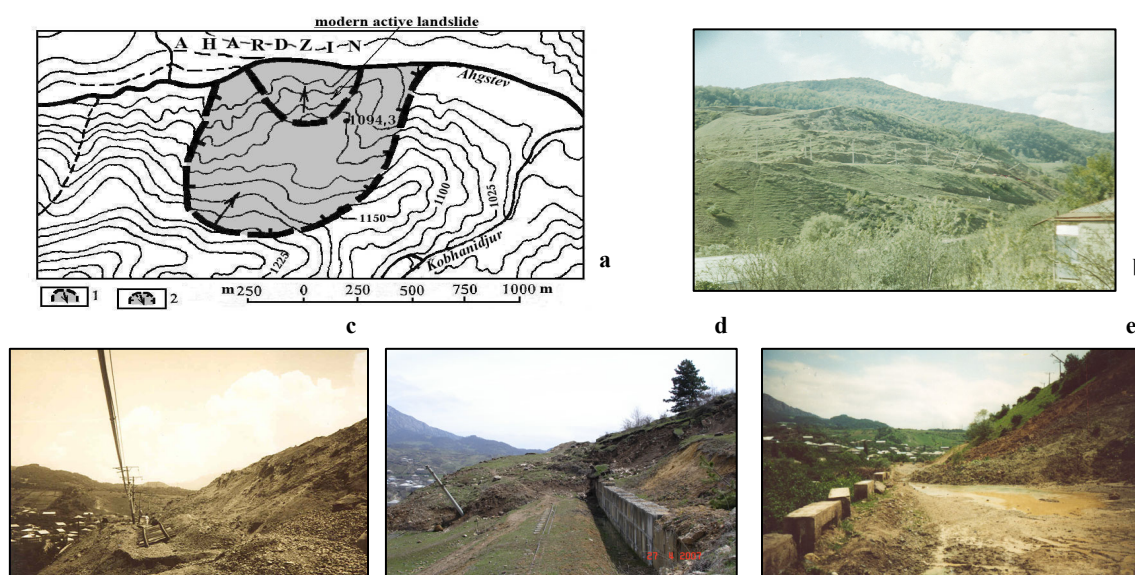 modern active landslide
A H A R D Z I N
Ahgstev
1094,3
1150
1100
1025
1225
Kobhanidjur
a
1
2
m 250 0 250 500 750 1000 m
b
c
d
e
27 4 2007